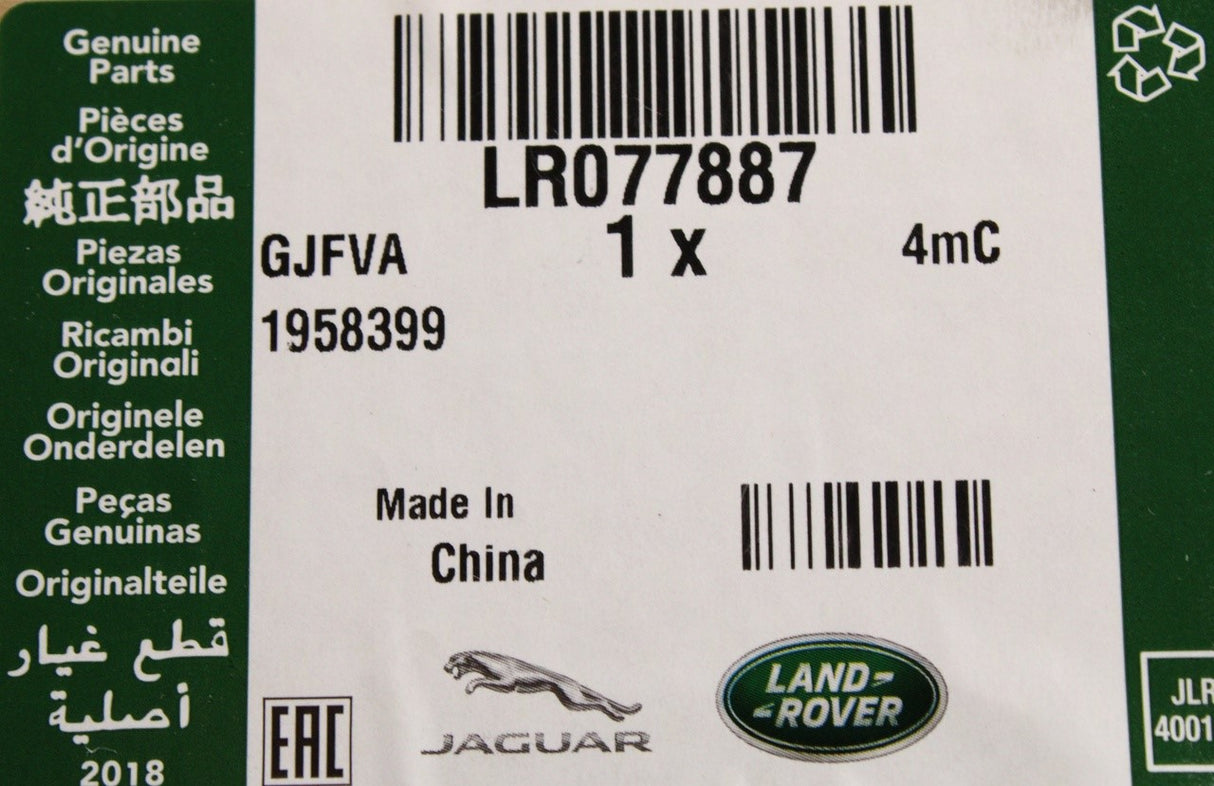 Genuine
Parts
Pièces
d'Origine
純正部品
Piezas
Originales
Ricambi
Originali
Originele
Onderdelen
Peças
Genuinas
Originalteile
قطع غيار
أصلية
2018
LR077887
GJFVA
1 x
4mC
1958399
Made In
China
EAC
JAGUAR
LAND-
-ROVER
JLR
4001